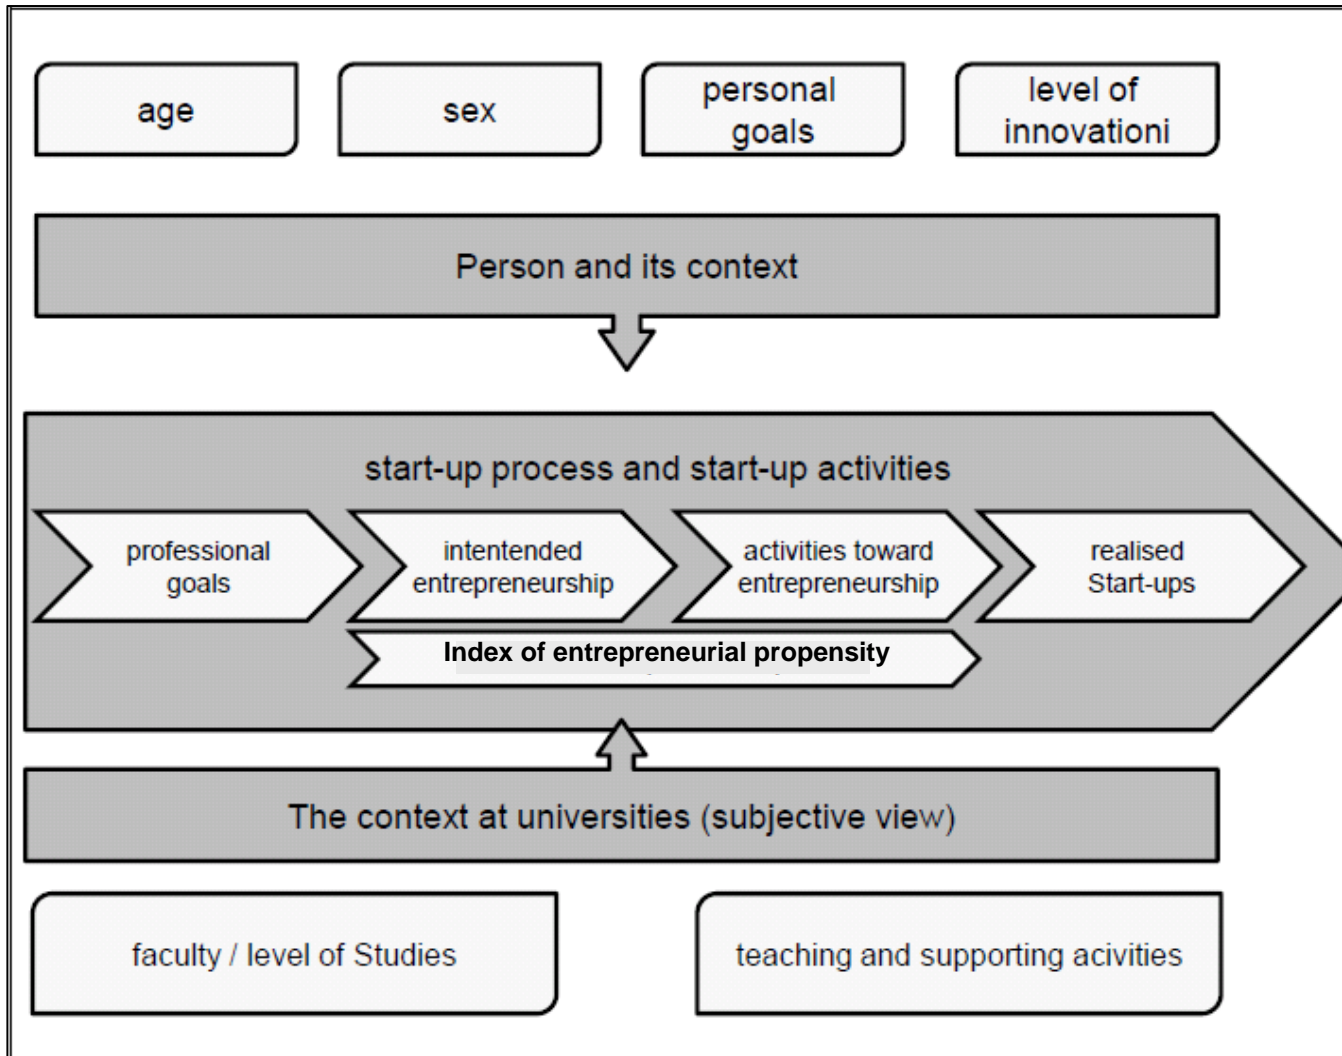 age
sex
personal
goals
level of
innovationi
Person and its context
start-up process and start-up activities
professional
goals
intentended
entrepreneurship
activities toward
entrepreneurship
realised
Start-ups
Index of entrepreneurial propensity
The context at universities (subjective view)
faculty / level of Studies
teaching and supporting acivities